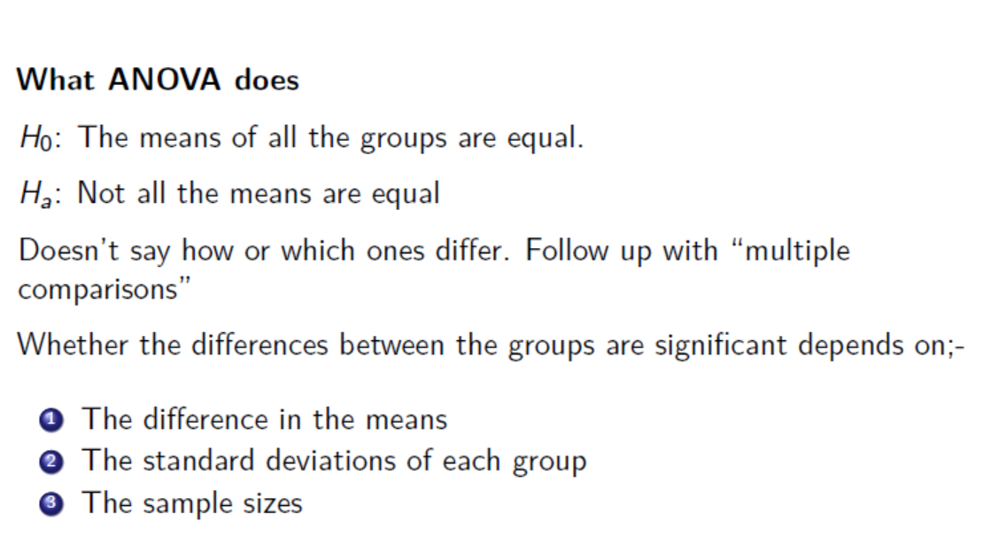 What ANOVA does
H₀: The means of all the groups are equal.
Hₐ: Not all the means are equal
Doesn't say how or which ones differ. Follow up with “multiple
comparisons”
Whether the differences between the groups are significant depends on;-
1 The difference in the means
2 The standard deviations of each group
3 The sample sizes